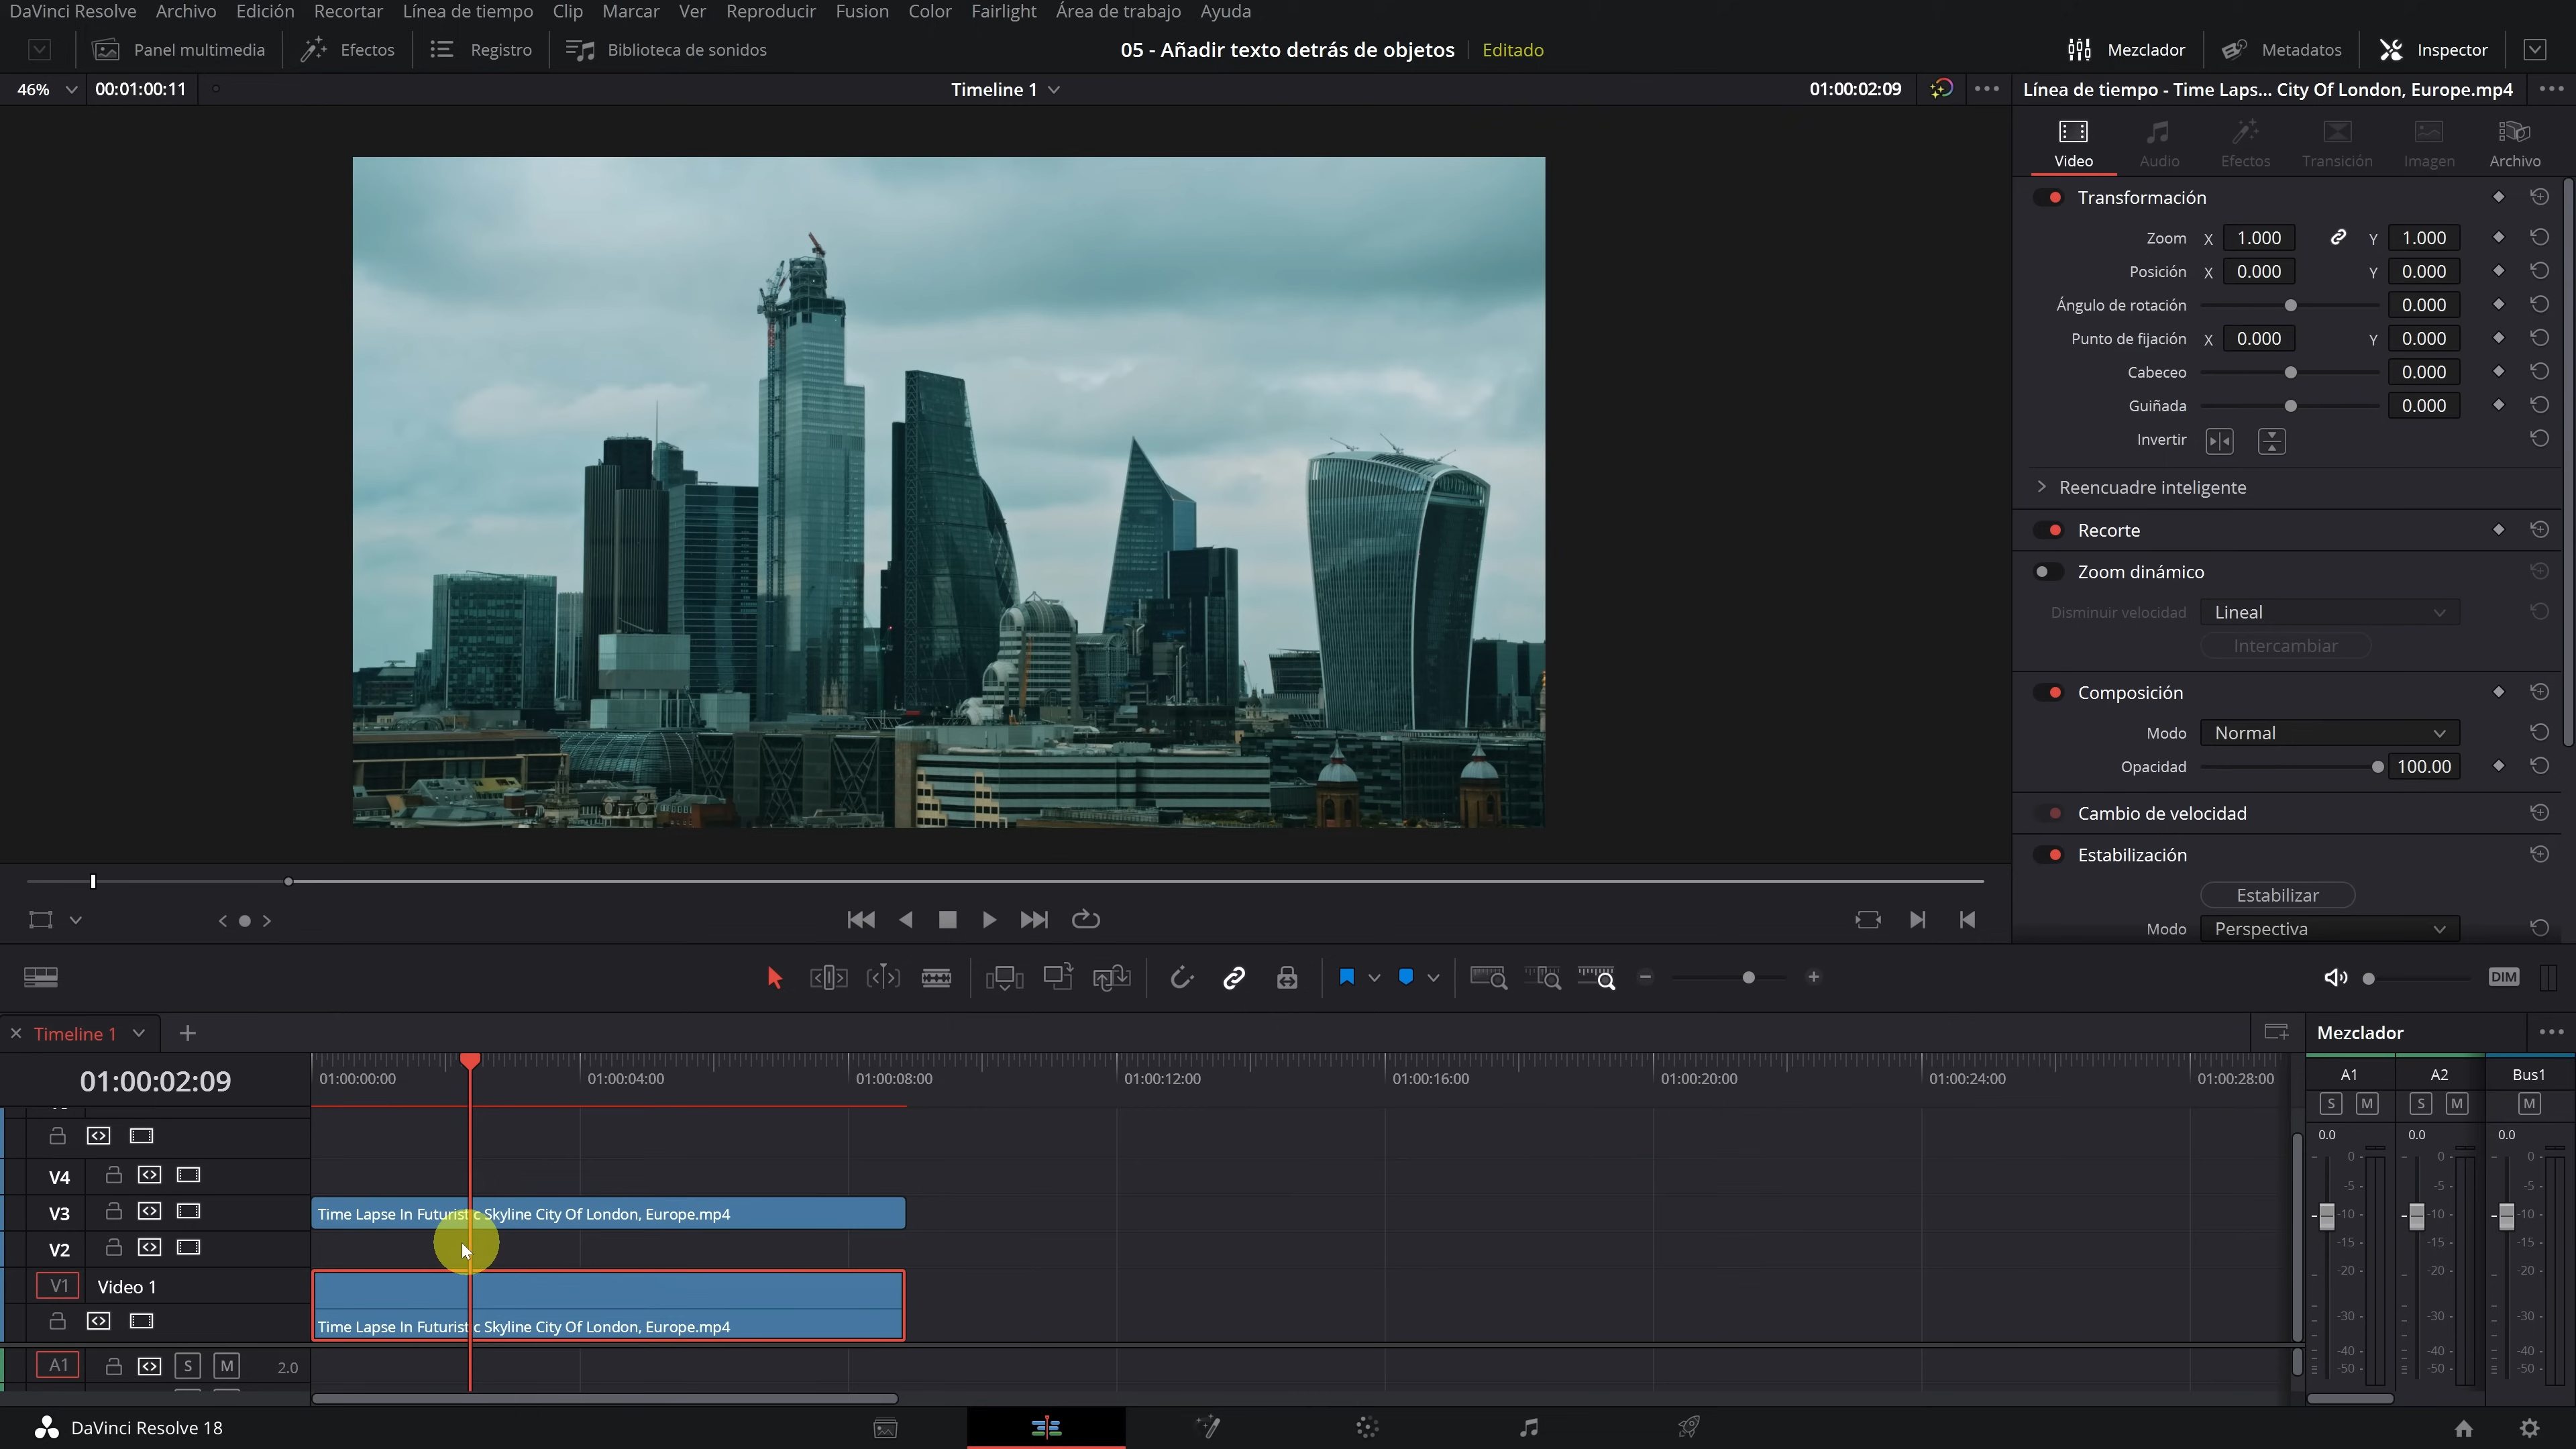 DaVinci Resolve Archivo Edición Recortar Línea de tiempo Clip Marcar Ver Reproducir Fusion Color Fairlight Área de trabajo Ayuda
Panel multimedia Efectos Registro Biblioteca de sonidos 05 - Añadir texto detrás de objetos Editado Mezclador Metadatos Inspector
46% 00:01:00:11 Timeline 1 01:00:02:09 Línea de tiempo - Time Laps... City Of London, Europe.mp4
Video Audio Efectos Transición Imagen Archivo
Transformación
Zoom X 1.000 Y 1.000
Posición X 0.000 Y 0.000
Ángulo de rotación 0.000
Punto de fijación X 0.000 Y 0.000
Cabeceo 0.000
Guiñada 0.000
Invertir
Reencuadre inteligente
Recorte
Zoom dinámico
Disminuir velocidad Lineal
Intercambiar
Composición
Modo Normal
Opacidad 100.00
Cambio de velocidad
Estabilización
Estabilizar
Modo Perspectiva
DIM
Timeline 1 Mezclador
01:00:02:09 01:00:00:00 01:00:04:00 01:00:08:00 01:00:12:00 01:00:16:00 01:00:20:00 01:00:24:00 01:00:28:00 A1 A2 Bus1
S M S M M
0.0 0.0 0.0
V4
V3 Time Lapse In Futuristic Skyline City Of London, Europe.mp4
V2
V1 Video 1
Time Lapse In Futuristic Skyline City Of London, Europe.mp4
A1 S M 2.0
0 0 0
-5 -5 -5
-10 -10 -10
-15 -15 -15
-20 -20 -20
-30 -30 -30
-40 -40 -40
-50 -50 -50
DaVinci Resolve 18